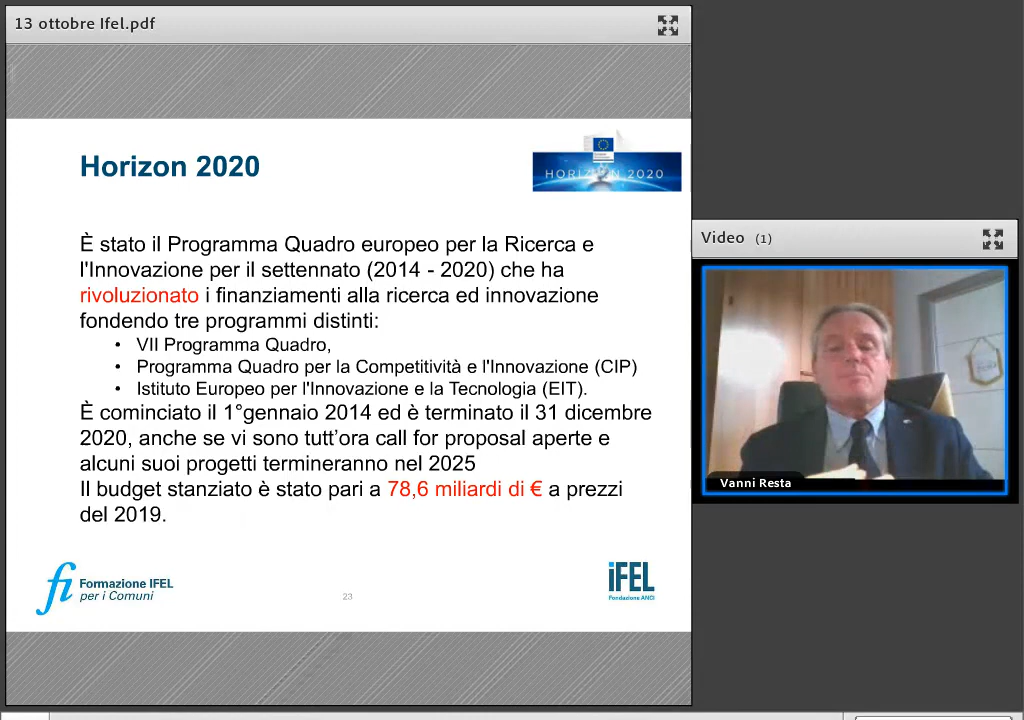 13 ottobre Ifel.pdf
Horizon 2020
HORIZON 2020
È stato il Programma Quadro europeo per la Ricerca e
l'Innovazione per il settennato (2014 - 2020) che ha
rivoluzionato i finanziamenti alla ricerca ed innovazione
fondendo tre programmi distinti:
• VII Programma Quadro,
• Programma Quadro per la Competitività e l'Innovazione (CIP)
• Istituto Europeo per l'Innovazione e la Tecnologia (EIT).
È cominciato il 1°gennaio 2014 ed è terminato il 31 dicembre
2020, anche se vi sono tutt'ora call for proposal aperte e
alcuni suoi progetti termineranno nel 2025
Il budget stanziato è stato pari a 78,6 miliardi di € a prezzi
del 2019.
fi Formazione IFEL
per i Comuni
23
iFEL
Fondazione ANCI
Video (1)
Vanni Resta